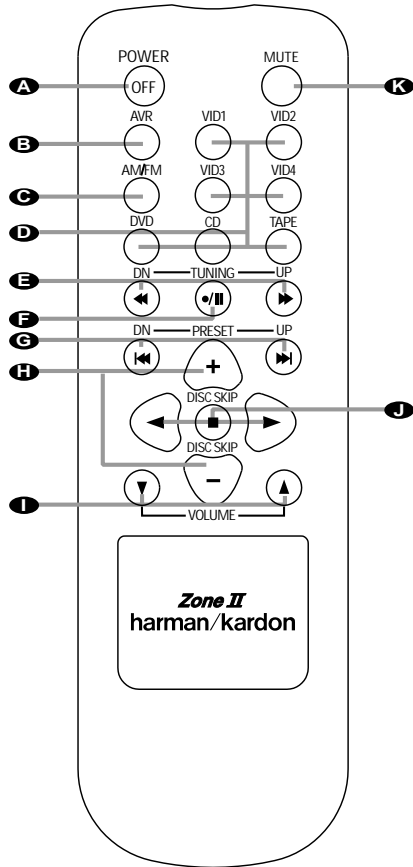 POWER MUTE
A OFF K
AVR VID1 VID2
B
AM/FM VID3 VID4
C
DVD CD TAPE
D
DN TUNING UP
E
F
DN PRESET UP
G
H +
DISC SKIP
J
DISC SKIP
−
I VOLUME
Zone II
harman/kardon